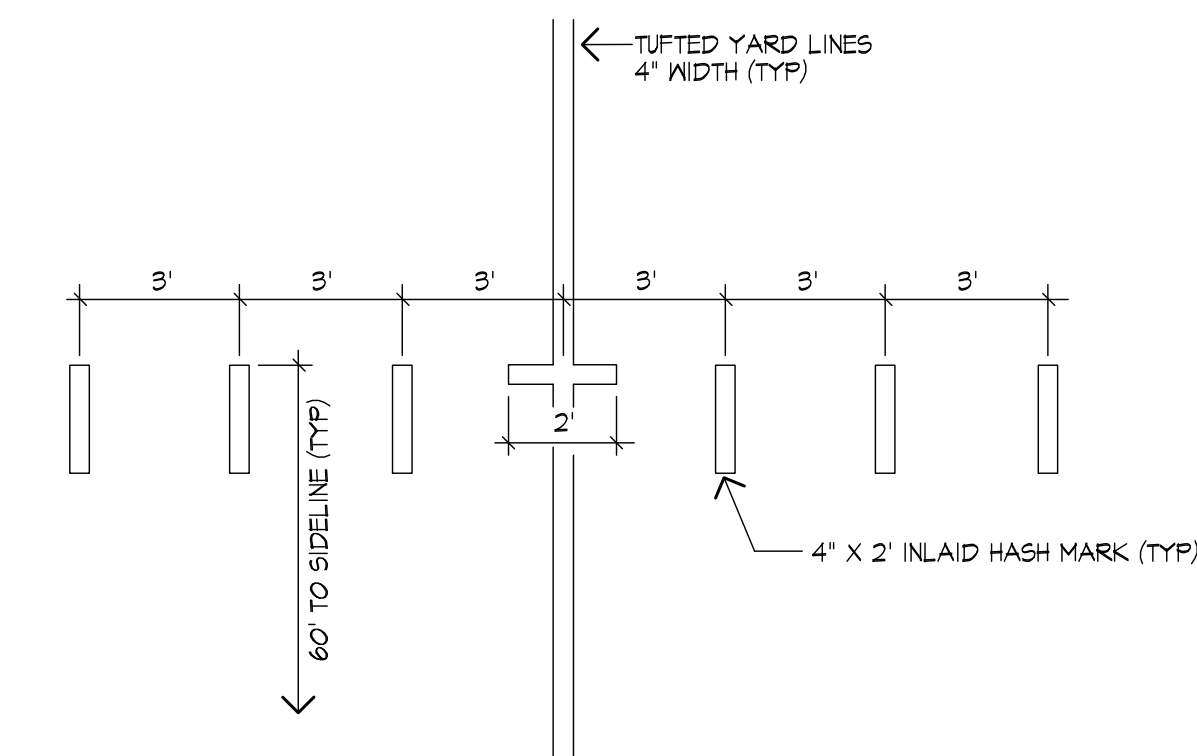 TUFTED YARD LINES
4" WIDTH (TYP)
3' 3' 3' 3' 3' 3'
2'
60' TO SIDELINE (TYP)
4" X 2' INLAID HASH MARK (TYP)